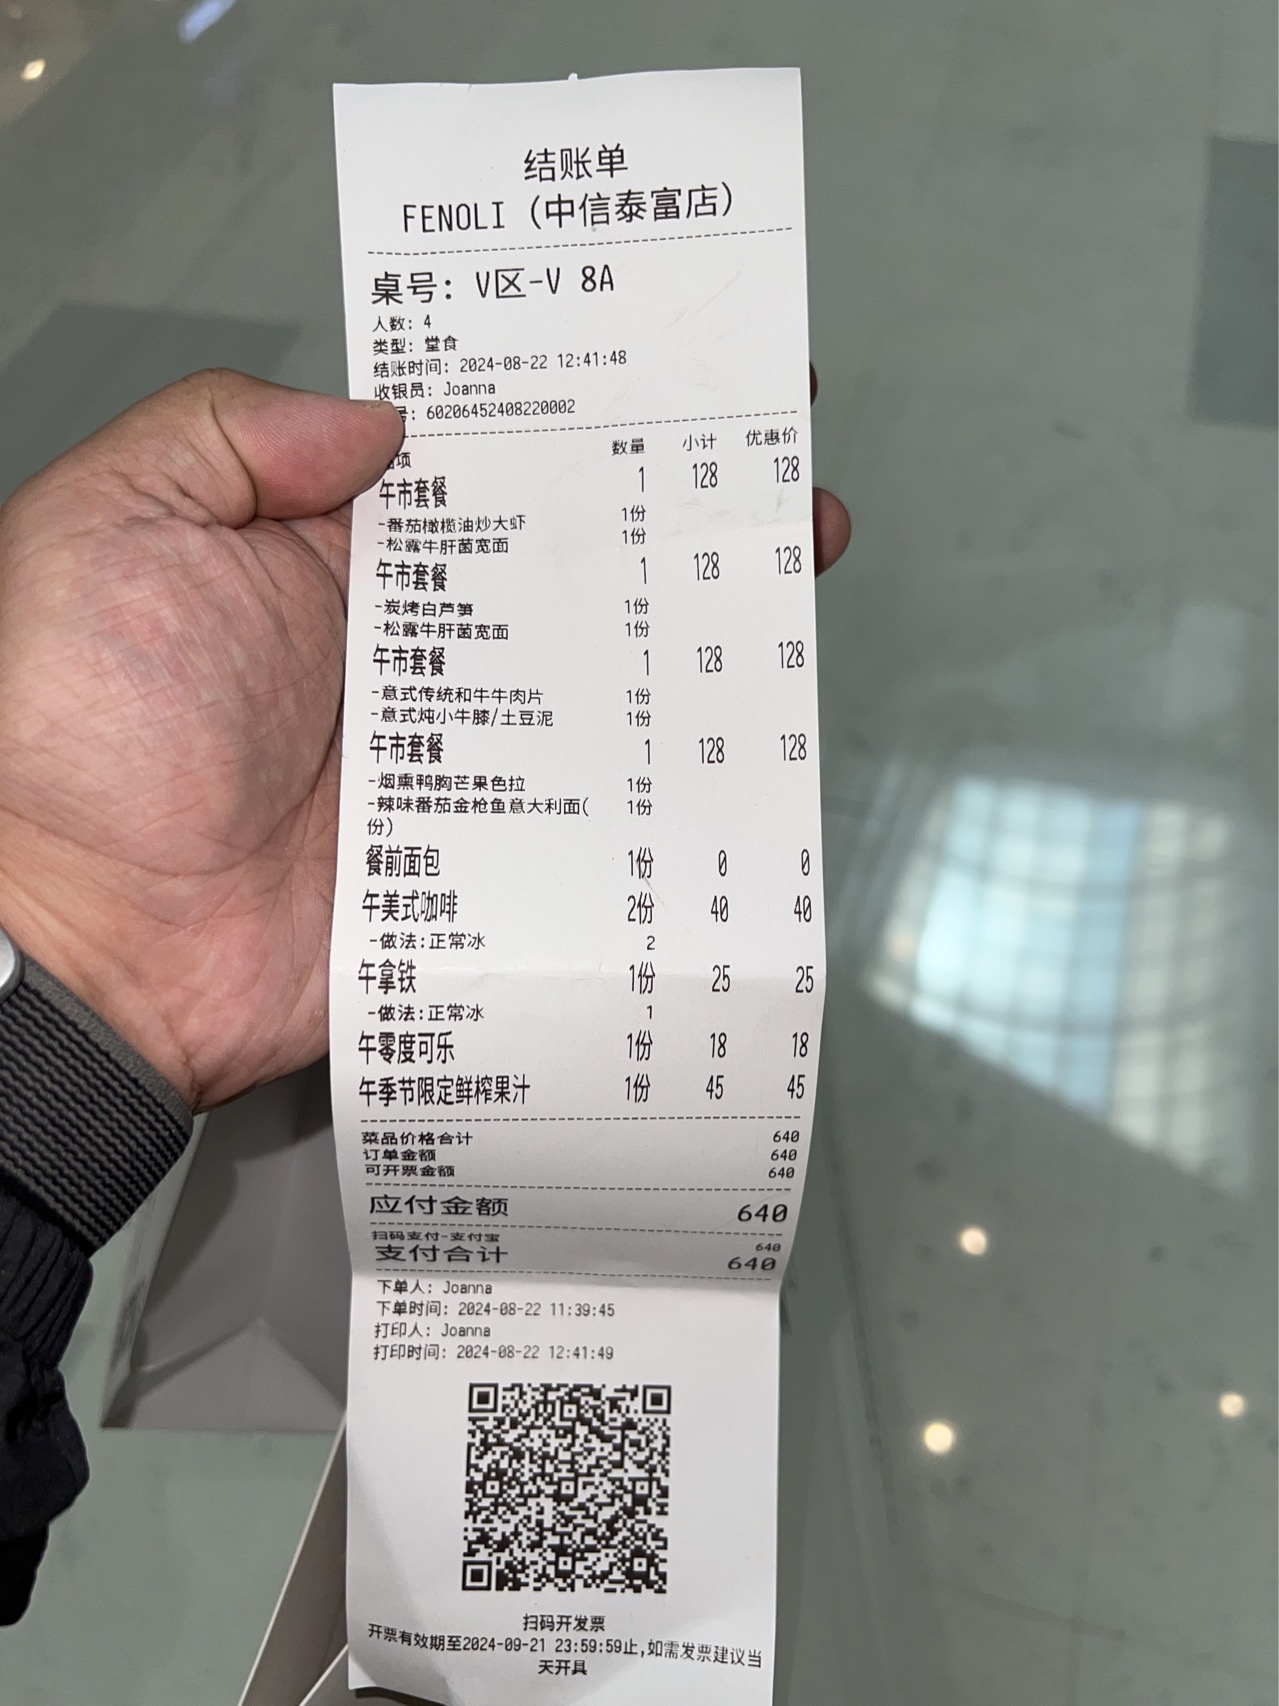 结账单
FENOLI（中信泰富店）
桌号：V区-V 8A
人数：4
类型：堂食
结账时间：2024-08-22 12:41:48
收银员：Joanna
号：60206452408220002
项 数量 小计 优惠价
午市套餐 1 128 128
-番茄橄榄油炒大虾 1份
-松露牛肝菌宽面 1份
午市套餐 1 128 128
-炭烤白芦笋 1份
-松露牛肝菌宽面 1份
午市套餐 1 128 128
-意式传统和牛牛肉片 1份
-意式炖小牛膝/土豆泥 1份
午市套餐 1 128 128
-烟熏鸭胸芒果色拉 1份
-辣味番茄金枪鱼意大利面( 1份
份)
餐前面包 1份 0 0
午美式咖啡 2份 40 40
-做法:正常冰 2
午拿铁 1份 25 25
-做法:正常冰 1
午零度可乐 1份 18 18
午季节限定鲜榨果汁 1份 45 45
菜品价格合计 640
订单金额 640
可开票金额 640
应付金额 640
扫码支付-支付宝 640
支付合计 640
下单人：Joanna
下单时间：2024-08-22 11:39:45
打印人：Joanna
打印时间：2024-08-22 12:41:49
扫码开发票
开票有效期至2024-09-21 23:59:59止,如需发票建议当
天开具